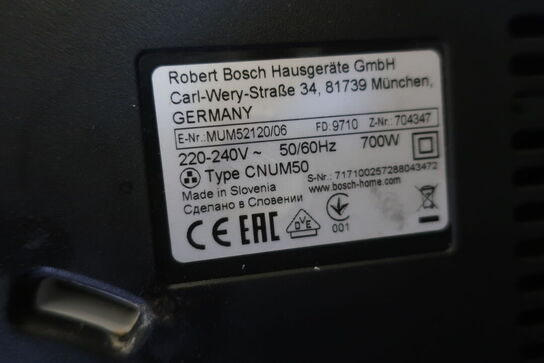 Robert Bosch Hausgeräte GmbH
Carl-Wery-Straße 34, 81739 München,
GERMANY
E-Nr.: MUM52120/06 FD: 9710 Z-Nr.: 704347
220-240V ~ 50/60Hz 700W
Type CNUM50 S-Nr.: 717100257288043472
Made in Slovenia www.bosch-home.com
Сделано в Словении
CE EAC DVE 001